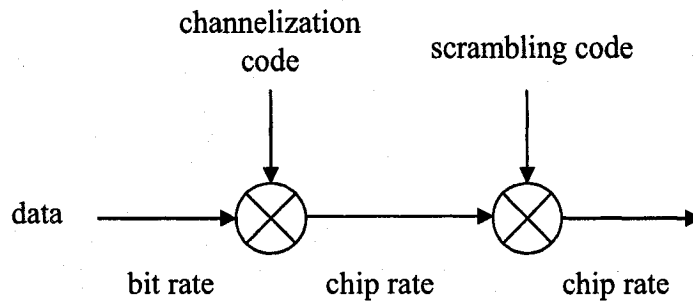 channelization
code
scrambling code
data
bit rate
chip rate
chip rate